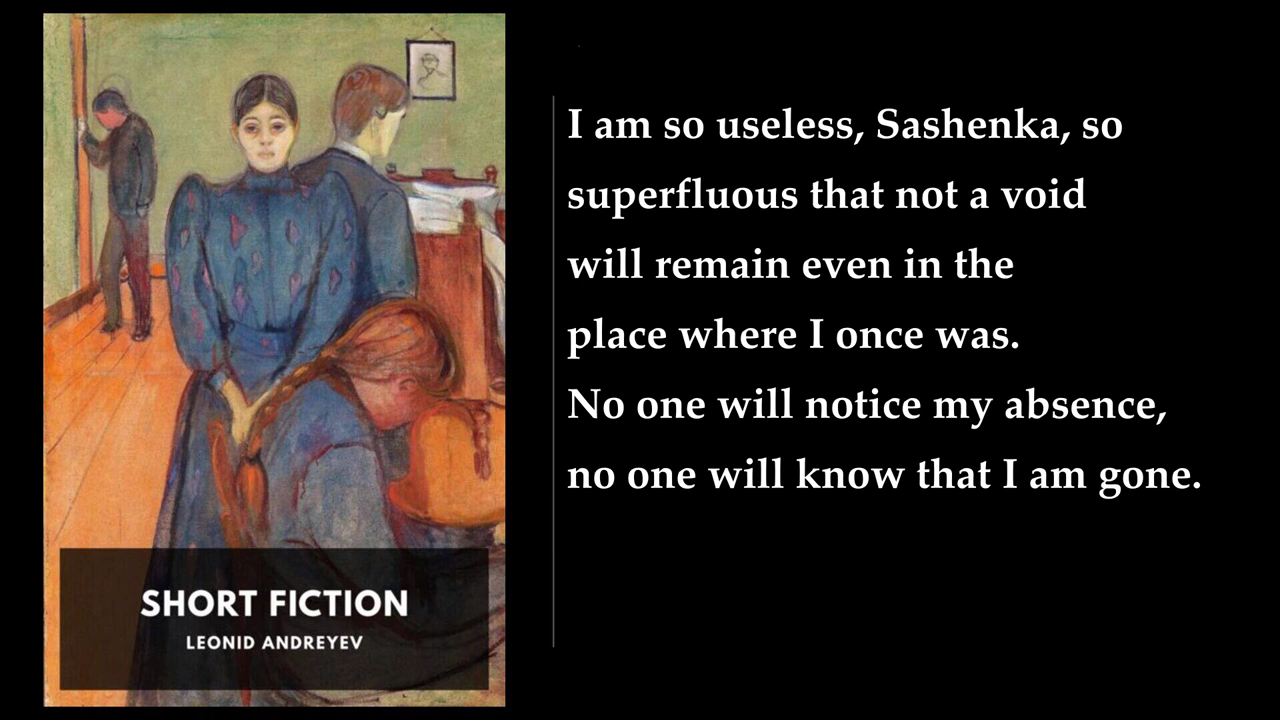 I am so useless, Sashenka, so
superfluous that not a void
will remain even in the
place where I once was.
No one will notice my absence,
no one will know that I am gone.
SHORT FICTION
LEONID ANDREYEV